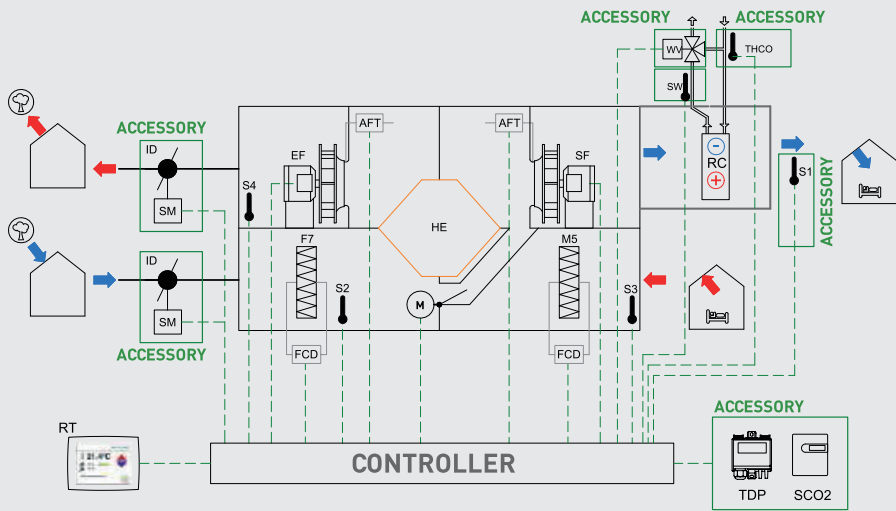 ACCESSORY
ACCESSORY
WV
THCO
SW
ACCESSORY
ID
SM
AFT
AFT
EF
SF
S4
HE
RC
S1
ACCESSORY
ID
SM
ACCESSORY
F7
S2
M
M5
S3
FCD
FCD
RT
21.4°C
CONTROLLER
ACCESSORY
TDP
SCO2